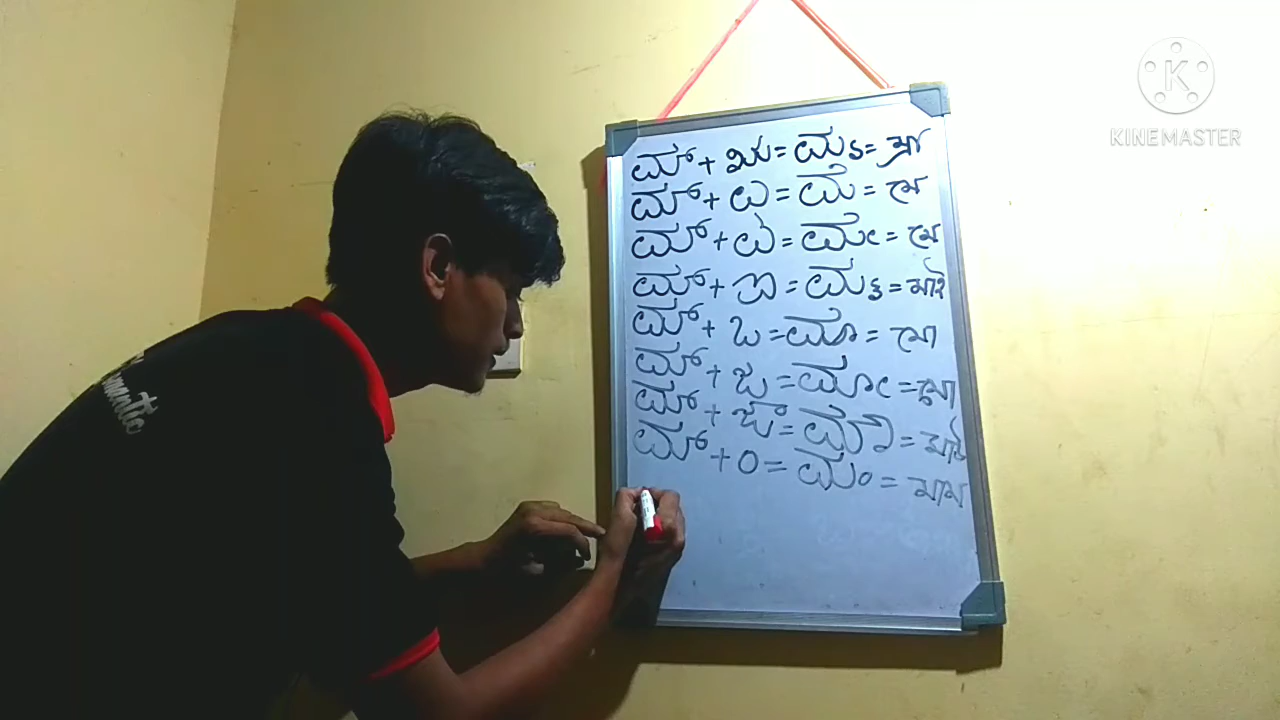 ಮ್ + ಋ = ಮೃ = ম্রো
ಮ್ + ಎ = ಮೆ = মে
ಮ್ + ಏ = ಮೇ = মে
ಮ್ + ಐ = ಮೈ = মাই
ಮ್ + ಒ = ಮೊ = মো
ಮ್ + ಓ = ಮೋ = মো
ಮ್ + ಔ = ಮೌ =
ಮ್ + ಂ = ಮಂ = মাম
KINEMASTER